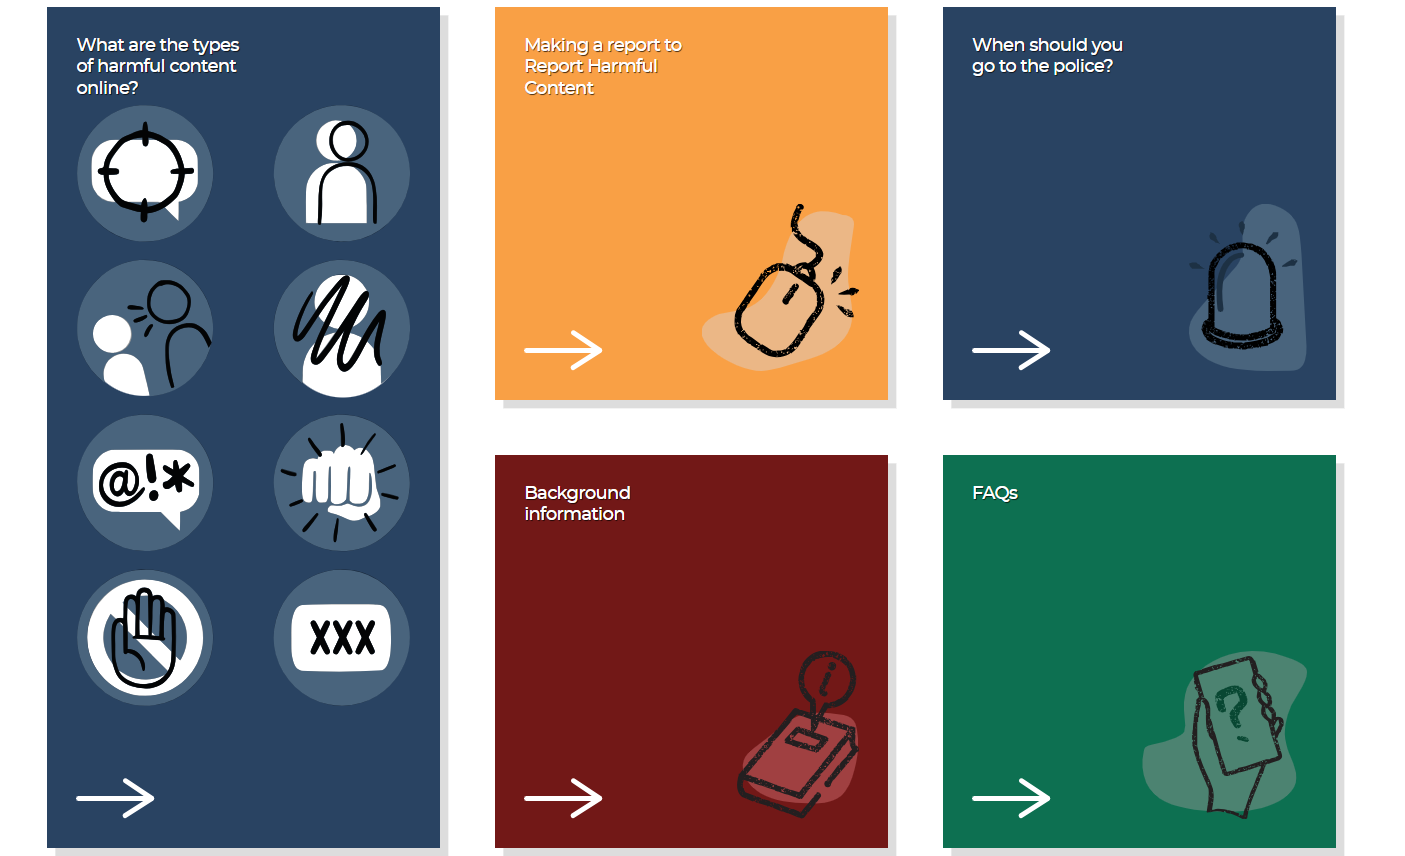 What are the types
of harmful content
online?
@!*
XXX
Making a report to
Report Harmful
Content
When should you
go to the police?
Background
information
i
FAQs
?